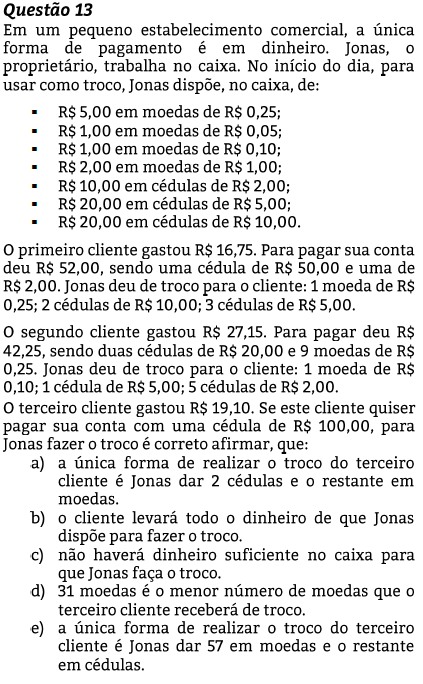 Questão 13
Em um pequeno estabelecimento comercial, a única
forma de pagamento é em dinheiro. Jonas, o
proprietário, trabalha no caixa. No início do dia, para
usar como troco, Jonas dispõe, no caixa, de:
▪ R$ 5,00 em moedas de R$ 0,25;
▪ R$ 1,00 em moedas de R$ 0,05;
▪ R$ 1,00 em moedas de R$ 0,10;
▪ R$ 2,00 em moedas de R$ 1,00;
▪ R$ 10,00 em cédulas de R$ 2,00;
▪ R$ 20,00 em cédulas de R$ 5,00;
▪ R$ 20,00 em cédulas de R$ 10,00.
O primeiro cliente gastou R$ 16,75. Para pagar sua conta
deu R$ 52,00, sendo uma cédula de R$ 50,00 e uma de
R$ 2,00. Jonas deu de troco para o cliente: 1 moeda de R$
0,25; 2 cédulas de R$ 10,00; 3 cédulas de R$ 5,00.
O segundo cliente gastou R$ 27,15. Para pagar deu R$
42,25, sendo duas cédulas de R$ 20,00 e 9 moedas de R$
0,25. Jonas deu de troco para o cliente: 1 moeda de R$
0,10; 1 cédula de R$ 5,00; 5 cédulas de R$ 2,00.
O terceiro cliente gastou R$ 19,10. Se este cliente quiser
pagar sua conta com uma cédula de R$ 100,00, para
Jonas fazer o troco é correto afirmar, que:
a) a única forma de realizar o troco do terceiro
cliente é Jonas dar 2 cédulas e o restante em
moedas.
b) o cliente levará todo o dinheiro de que Jonas
dispõe para fazer o troco.
c) não haverá dinheiro suficiente no caixa para
que Jonas faça o troco.
d) 31 moedas é o menor número de moedas que o
terceiro cliente receberá de troco.
e) a única forma de realizar o troco do terceiro
cliente é Jonas dar 57 em moedas e o restante
em cédulas.